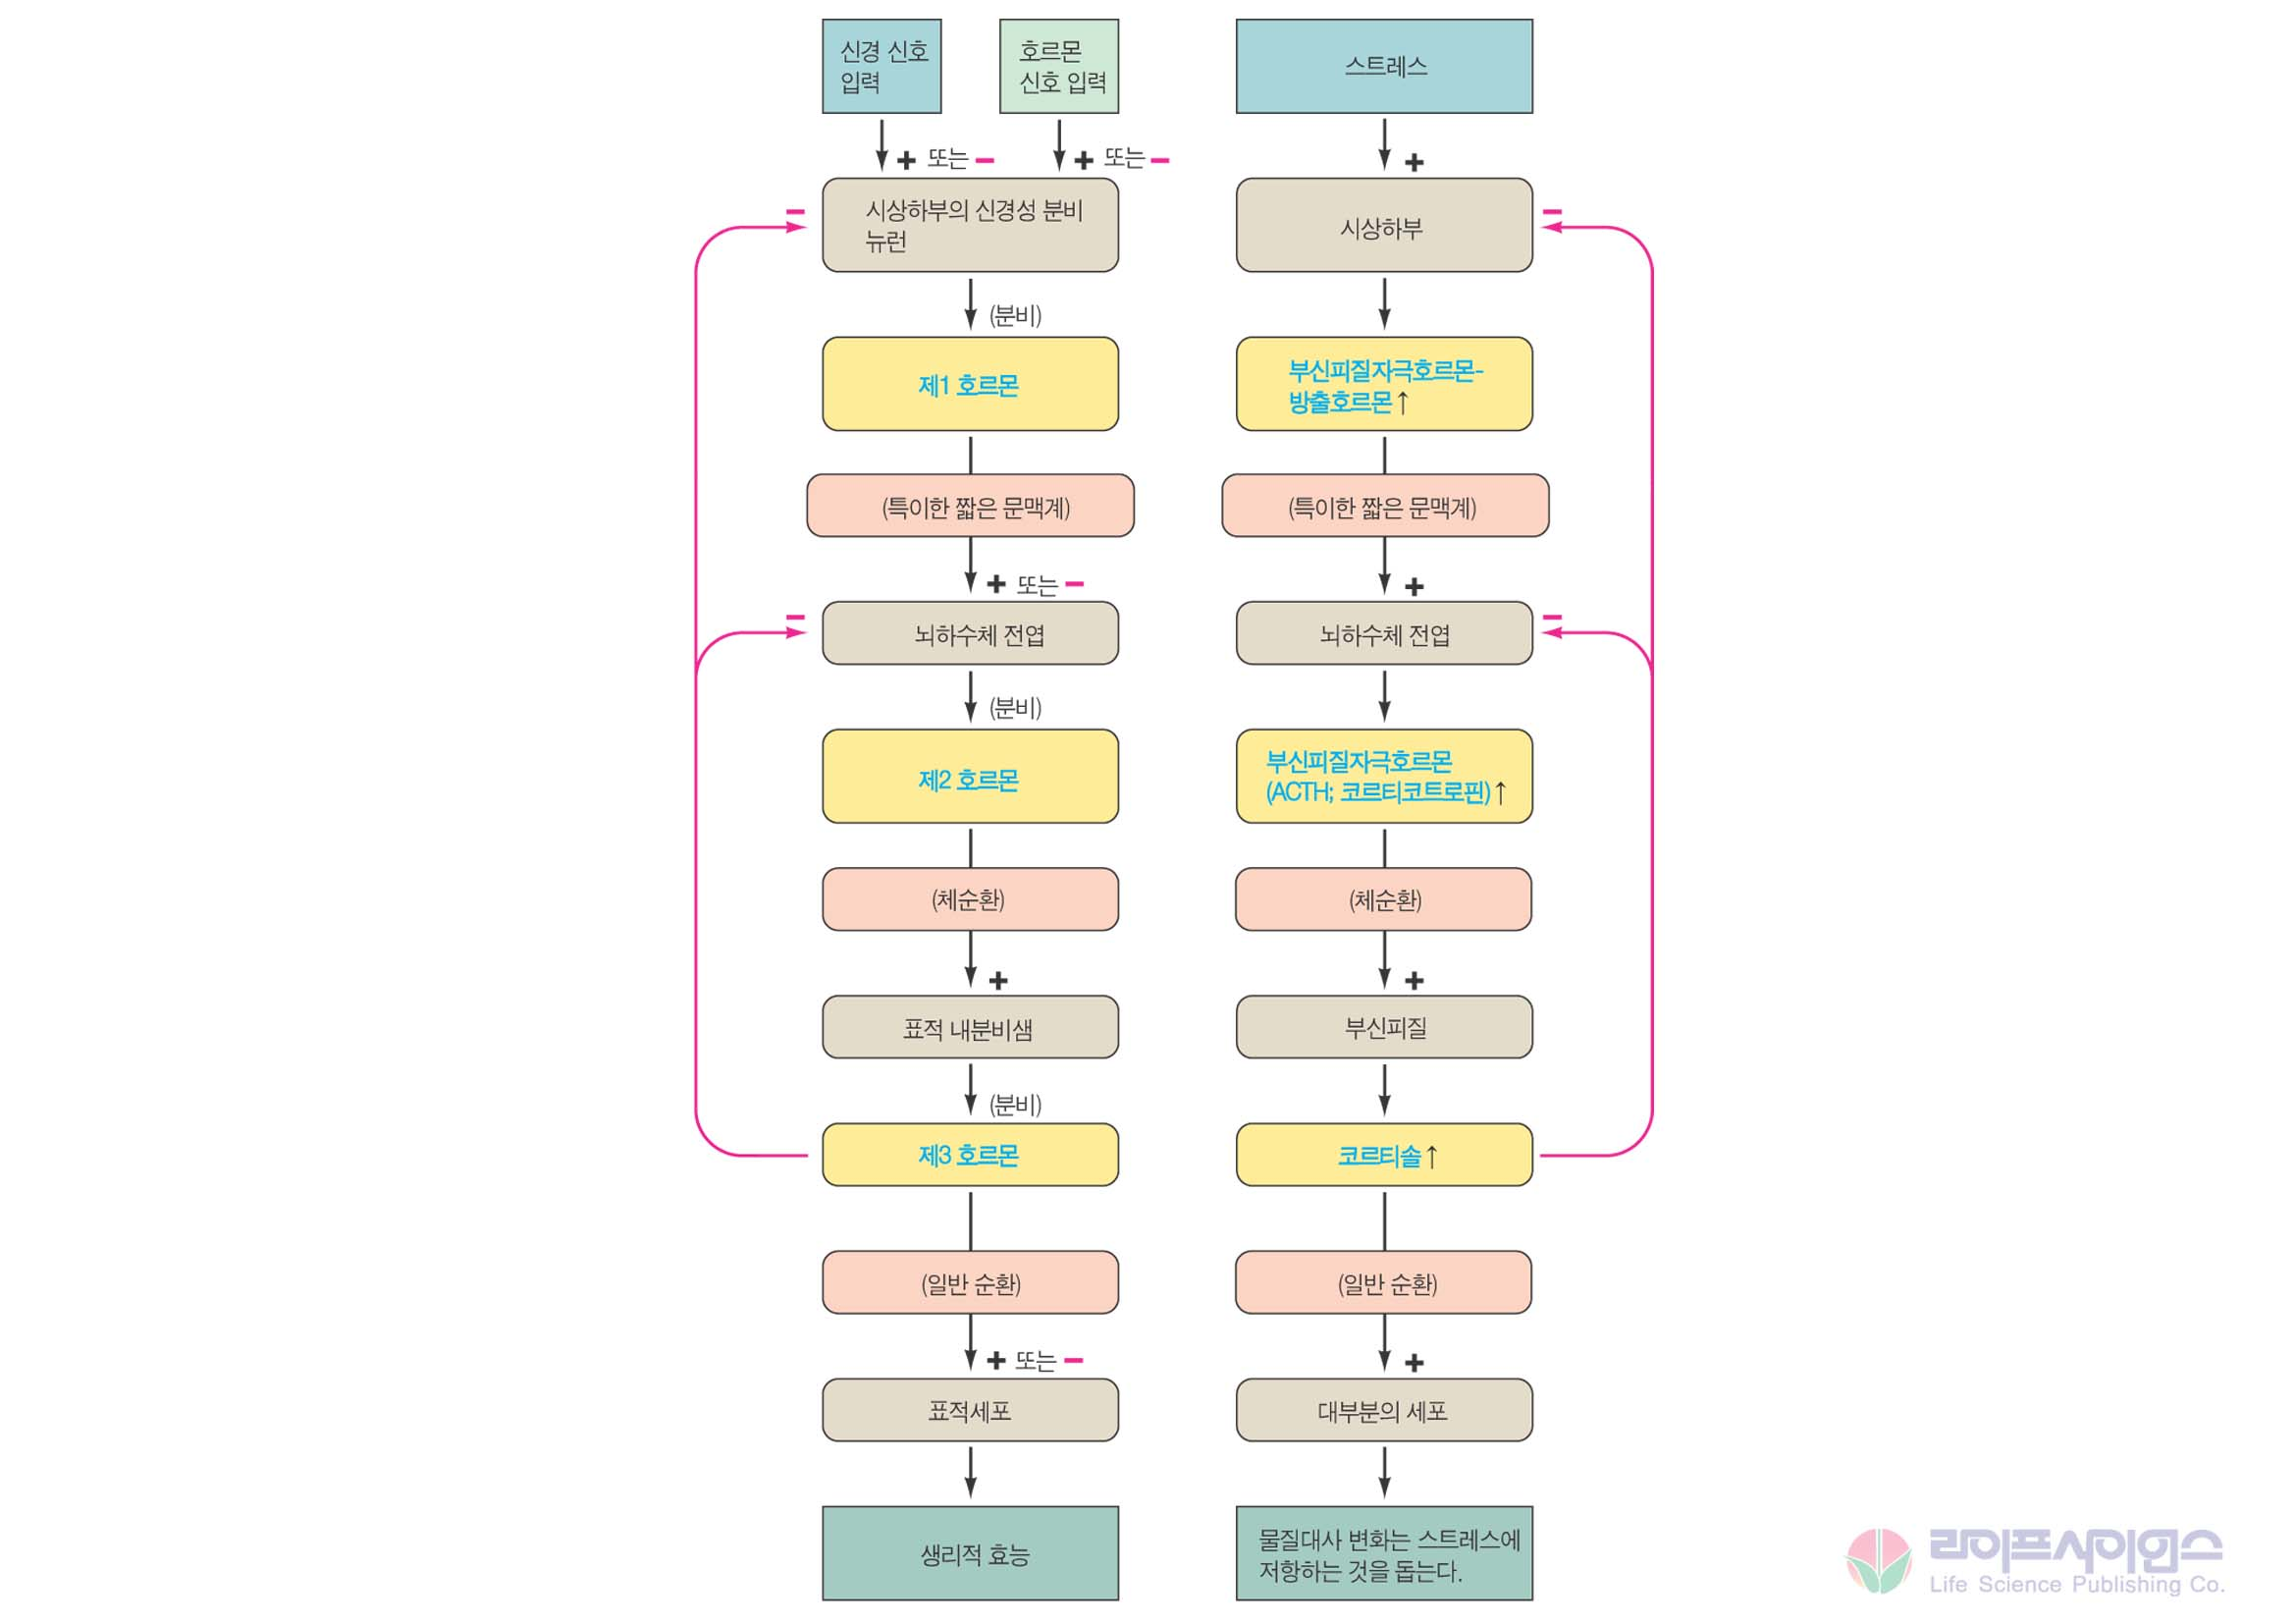 신경 신호
입력
호르몬
신호 입력
+ 또는 −
+ 또는 −
−
시상하부의 신경성 분비
뉴런
(분비)
제1 호르몬
(특이한 짧은 문맥계)
+ 또는 −
−
뇌하수체 전엽
(분비)
제2 호르몬
(체순환)
+
표적 내분비샘
(분비)
제3 호르몬
(일반 순환)
+ 또는 −
표적세포
생리적 효능
스트레스
+
−
시상하부
부신피질자극호르몬-
방출호르몬↑
(특이한 짧은 문맥계)
+
−
뇌하수체 전엽
부신피질자극호르몬
(ACTH; 코르티코트로핀)↑
(체순환)
+
부신피질
코르티솔↑
(일반 순환)
+
대부분의 세포
물질대사 변화는 스트레스에
저항하는 것을 돕는다.
라이프사이언스
Life Science Publishing Co.